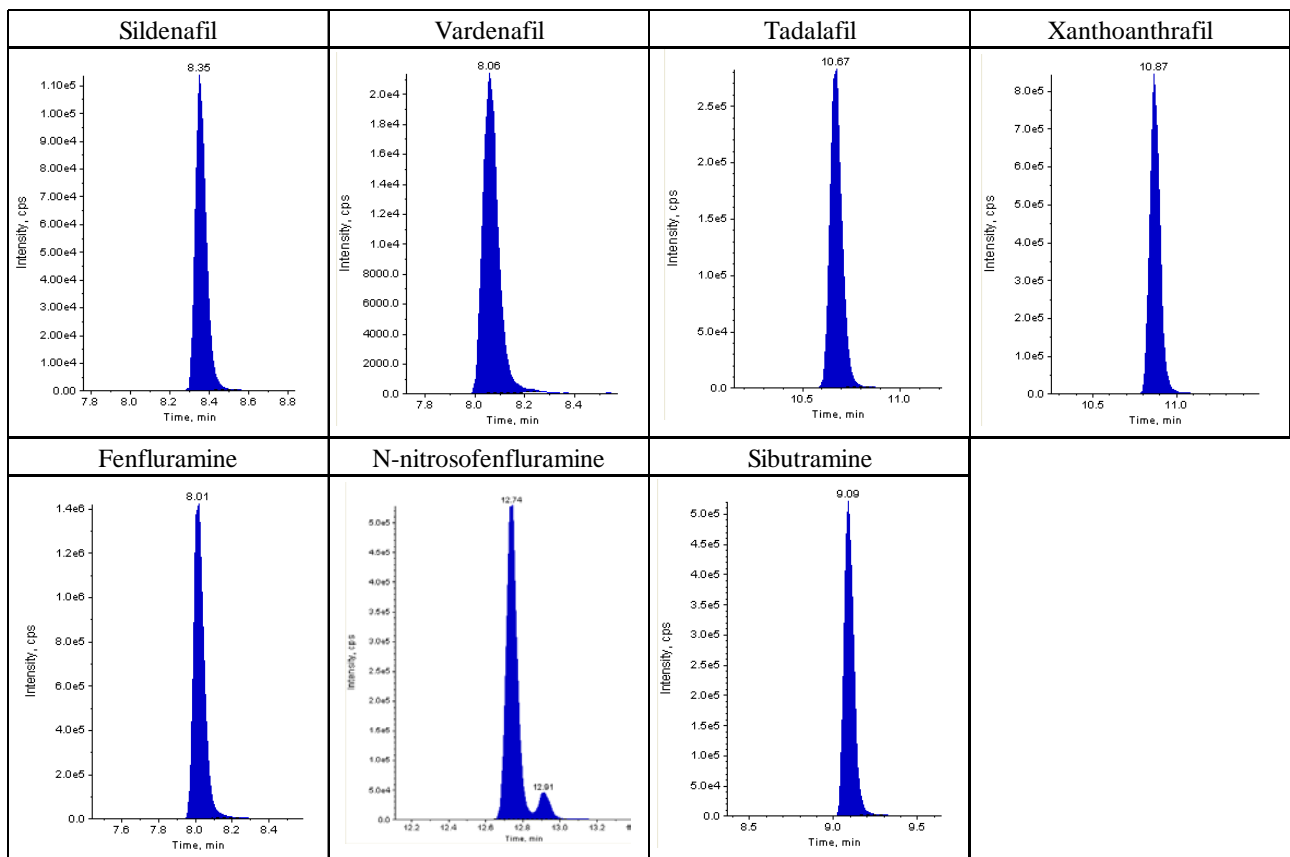 Sildenafil
8.35
1.10e5
1.00e5
9.00e4
8.00e4
7.00e4
6.00e4
5.00e4
4.00e4
3.00e4
2.00e4
1.00e4
0.00
Intensity, cps
7.8 8.0 8.2 8.4 8.6 8.8
Time, min
Vardenafil
8.06
2.0e4
1.8e4
1.6e4
1.4e4
1.2e4
1.0e4
8000.0
6000.0
4000.0
2000.0
0.0
Intensity, cps
7.8 8.0 8.2 8.4
Time, min
Tadalafil
10.67
2.5e5
2.0e5
1.5e5
1.0e5
5.0e4
0.0
Intensity, cps
10.5 11.0
Time, min
Xanthoanthrafil
10.87
8.0e5
7.0e5
6.0e5
5.0e5
4.0e5
3.0e5
2.0e5
1.0e5
0.0
Intensity, cps
10.5 11.0
Time, min
Fenfluramine
8.01
1.4e6
1.2e6
1.0e6
8.0e5
6.0e5
4.0e5
2.0e5
0.0
Intensity, cps
7.6 7.8 8.0 8.2 8.4
Time, min
N-nitrosofenfluramine
12.74
5.0e5
4.5e5
4.0e5
3.5e5
3.0e5
2.5e5
2.0e5
1.5e5
1.0e5
5.0e4
0.0
12.91
Intensity, cps
12.2 12.4 12.6 12.8 13.0 13.2
Time, min
Sibutramine
9.09
5.0e5
4.5e5
4.0e5
3.5e5
3.0e5
2.5e5
2.0e5
1.5e5
1.0e5
5.0e4
0.0
Intensity, cps
8.5 9.0 9.5
Time, min